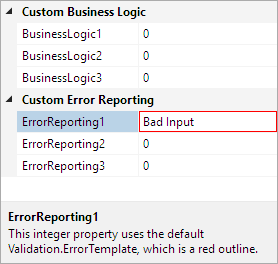 Custom Business Logic
BusinessLogic1 0
BusinessLogic2 0
BusinessLogic3 0
Custom Error Reporting
ErrorReporting1 Bad Input
ErrorReporting2 0
ErrorReporting3 0
ErrorReporting1
This integer property uses the default
Validation.ErrorTemplate, which is a red outline.